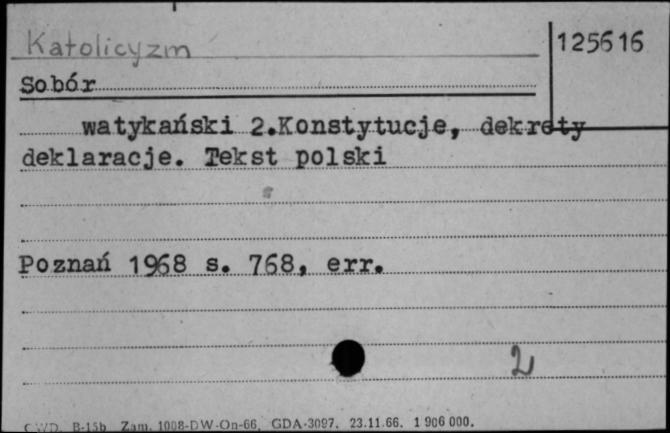 Katolicyzm
125616
Sobór
watykański 2.Konstytucje, dekrety
deklaracje. Tekst polski
Poznań 1968 s. 768, err.
2
CWD. B-15b Zam. 1008-DW-On-66. GDA-3097. 23.11.66. 1 906 000.